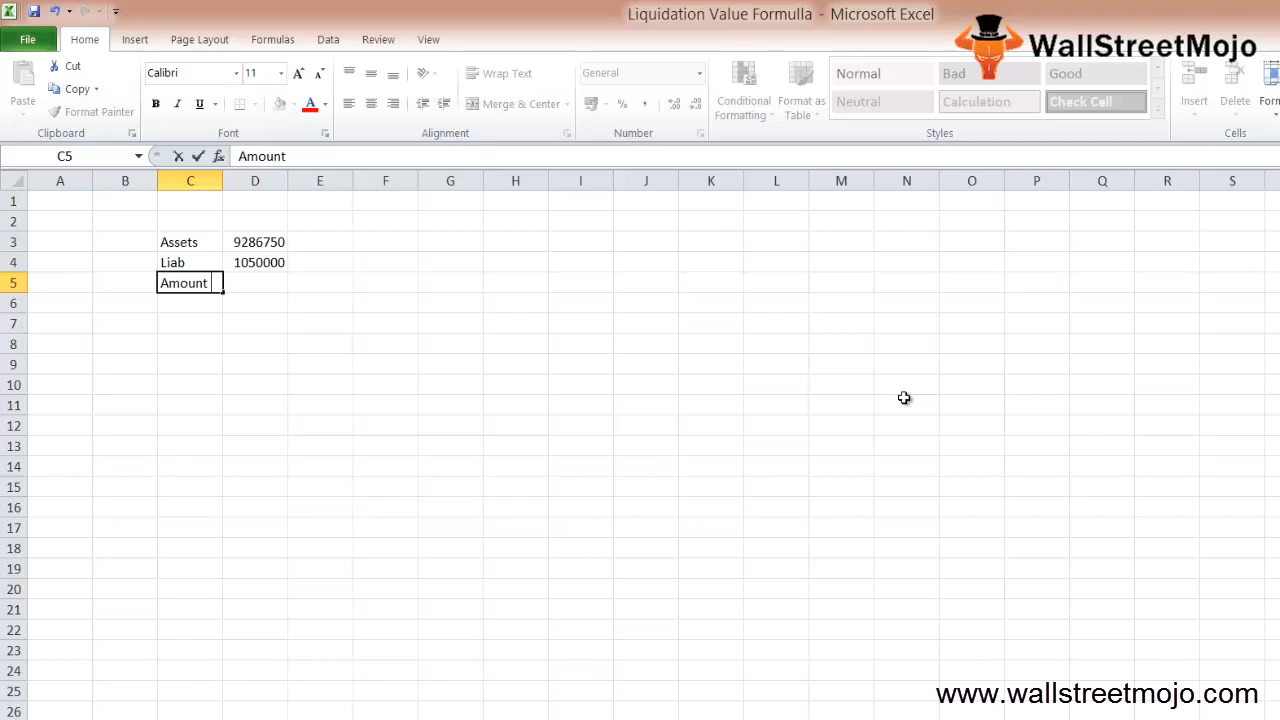 Liquidation Value Formulla - Microsoft Excel
WallStreetMojo
File Home Insert Page Layout Formulas Data Review View
Paste
Cut
Copy
Format Painter
Clipboard
Calibri 11
B I U
Font
Wrap Text
Merge & Center
Alignment
General
%
Number
Conditional Formatting
Format as Table
Normal Bad Good
Neutral Calculation Check Cell
Styles
Insert Delete Form
Cells
C5 Amount
A B C D E F G H I J K L M N O P Q R S
1
2
3 Assets 9286750
4 Liab 1050000
5 Amount
6
7
8
9
10
11
12
13
14
15
16
17
18
19
20
21
22
23
24
25
26
www.wallstreetmojo.com